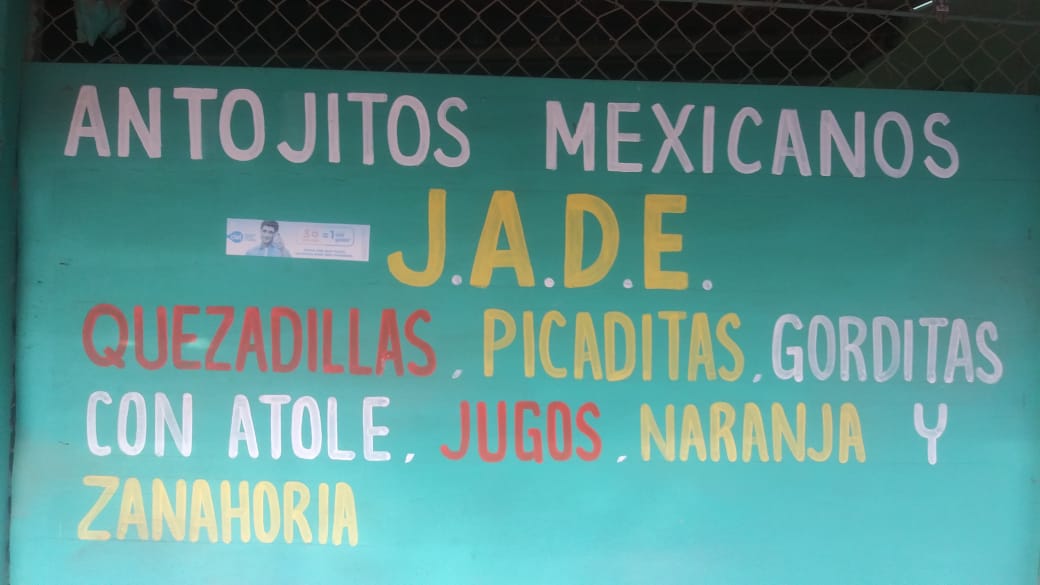 ANTOJITOS MEXICANOS
J.A.D.E.
QUEZADILLAS, PICADITAS, GORDITAS
CON ATOLE, JUGOS, NARANJA Y
ZANAHORIA